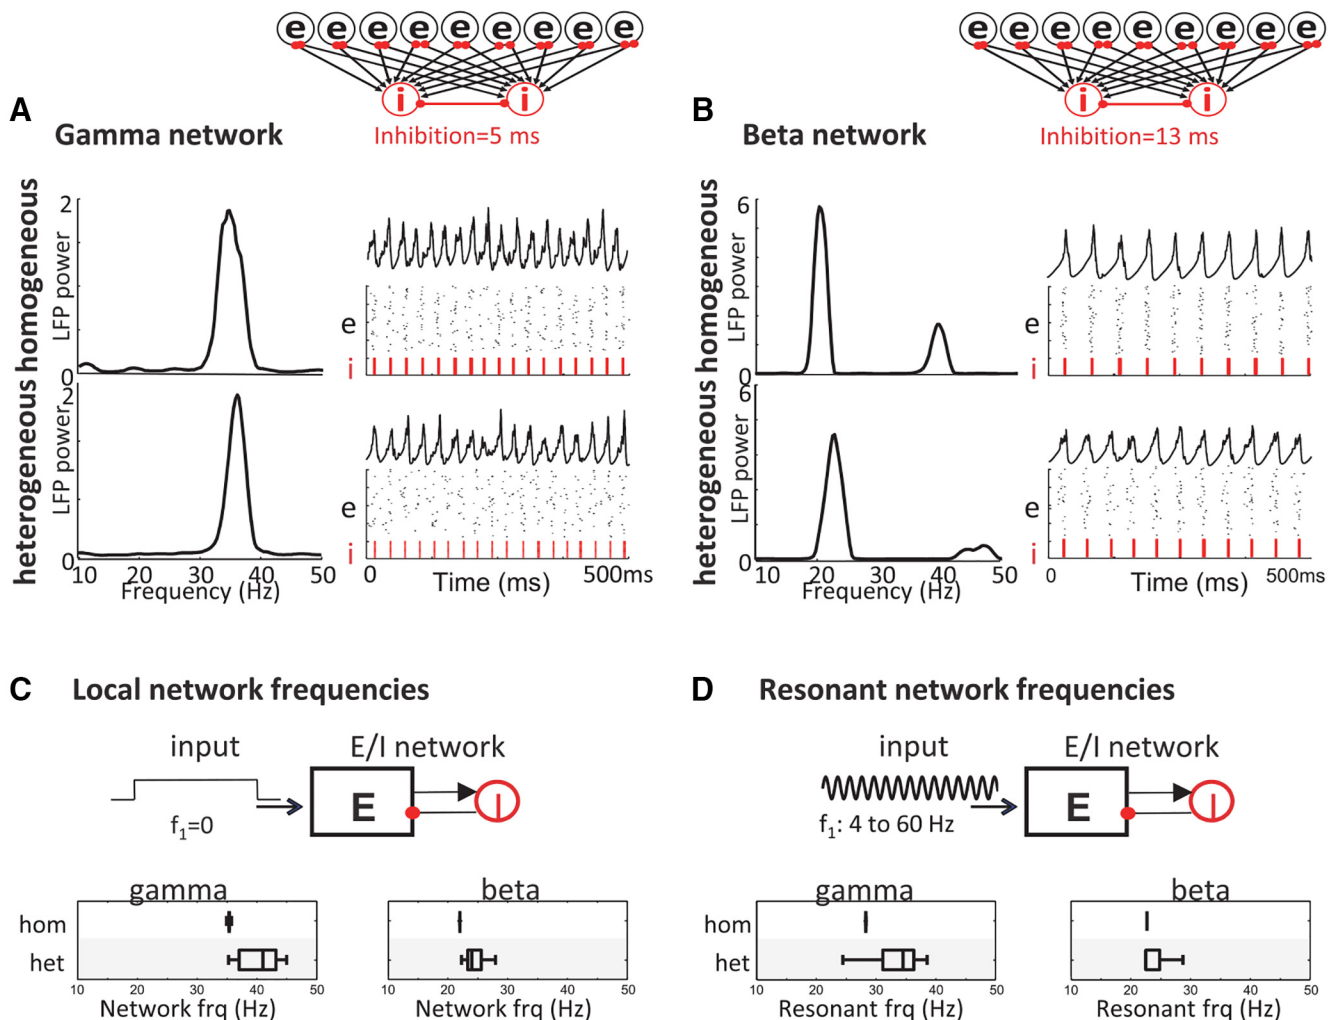 e e e e e e e e e
i i
A
Gamma network
Inhibition=5 ms
homogeneous
2
LFP power
0
e
i
heterogeneous
2
LFP power
0
10 20 30 40 50
Frequency (Hz)
e
i
0 500ms
Time (ms)
e e e e e e e e e
i i
B
Beta network
Inhibition=13 ms
homogeneous
6
3
LFP power
0
e
i
heterogeneous
6
3
LFP power
0
10 20 30 40 50
Frequency (Hz)
e
i
0 500ms
Time (ms)
C
Local network frequencies
input
E/I network
f₁=0
E
I
gamma
beta
hom
het
10 20 30 40 50
Network frq (Hz)
10 20 30 40 50
Network frq (Hz)
D
Resonant network frequencies
input
E/I network
f₁: 4 to 60 Hz
E
I
gamma
beta
hom
het
10 20 30 40 50
Resonant frq (Hz)
10 20 30 40 50
Resonant frq (Hz)